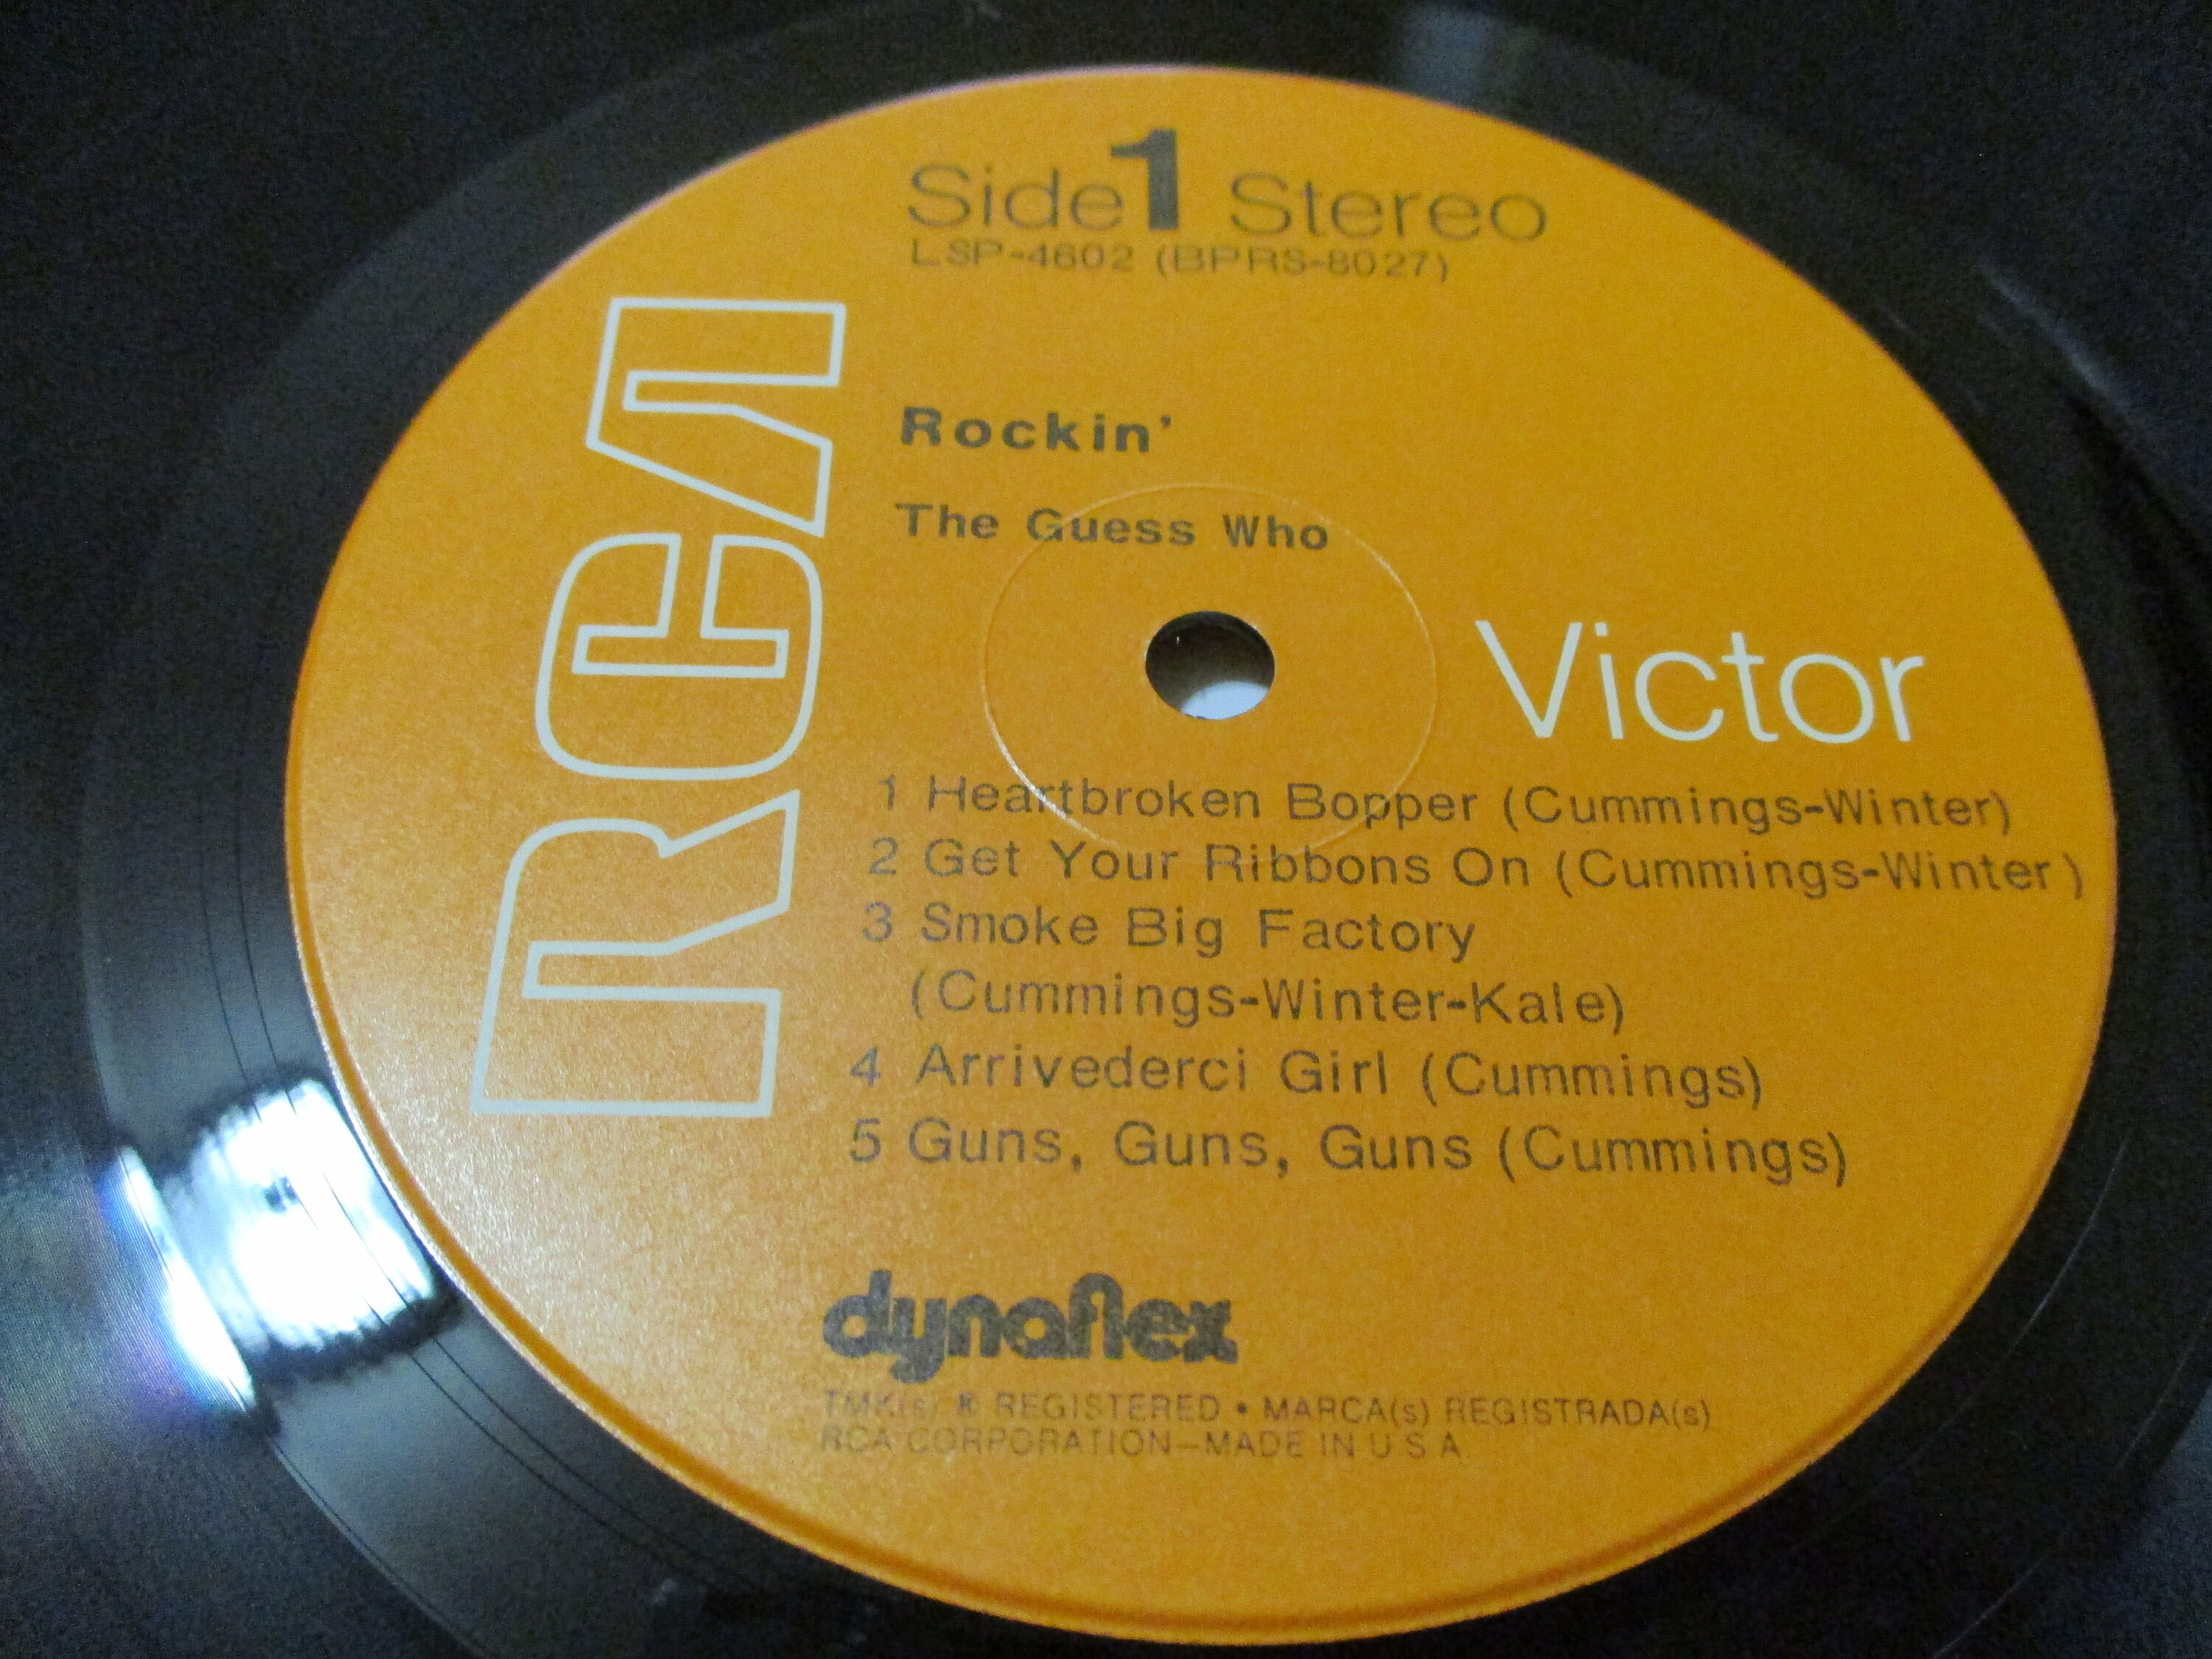 Side 1 Stereo
LSP-4602 (BPRS-8027)
RCA
Rockin'
The Guess Who
Victor
1 Heartbroken Bopper (Cummings-Winter)
2 Get Your Ribbons On (Cummings-Winter)
3 Smoke Big Factory
(Cummings-Winter-Kale)
4 Arrivederci Girl (Cummings)
5 Guns, Guns, Guns (Cummings)
dynaflex
TMK(s) ® REGISTERED • MARCA(s) REGISTRADA(s)
RCA CORPORATION—MADE IN U S A